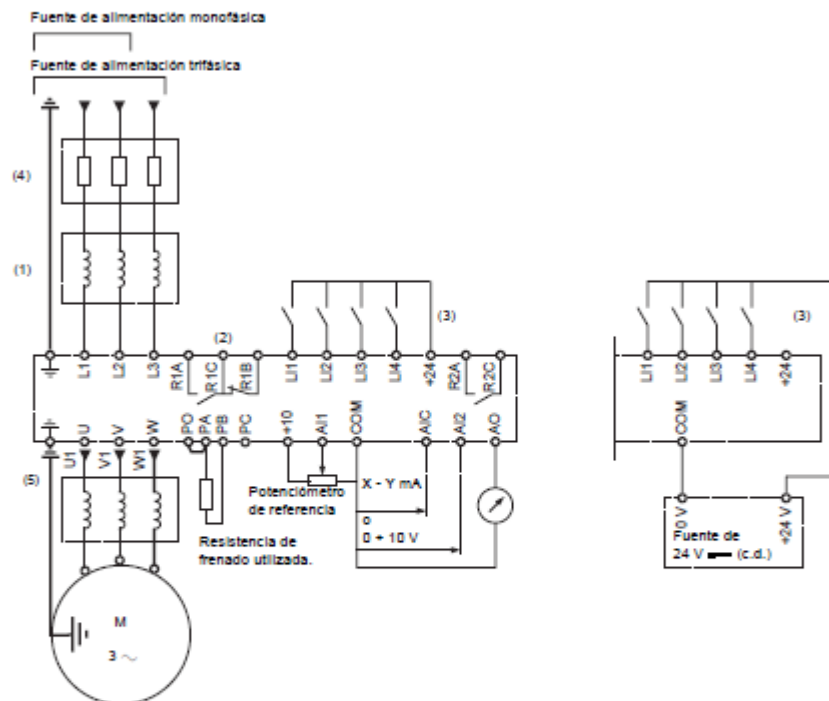 Fuente de alimentación monofásica
Fuente de alimentación trifásica
(4)
(1)
(2)
(3)
(3)
L1
L2
L3
R1A
R1C
R1B
LI1
LI2
LI3
LI4
+24
R2A
R2C
LI1
LI2
LI3
LI4
+24
U
V
W
PO
PA
PB
PC
+10
AI1
COM
AIC
AI2
AO
COM
(5)
U1
V1
W1
Potenciómetro
de referencia
X - Y mA
o
0 + 10 V
Resistencia de
frenado utilizada.
0 V
+24 V
Fuente de
24 V (c.d.)
M
3 ~